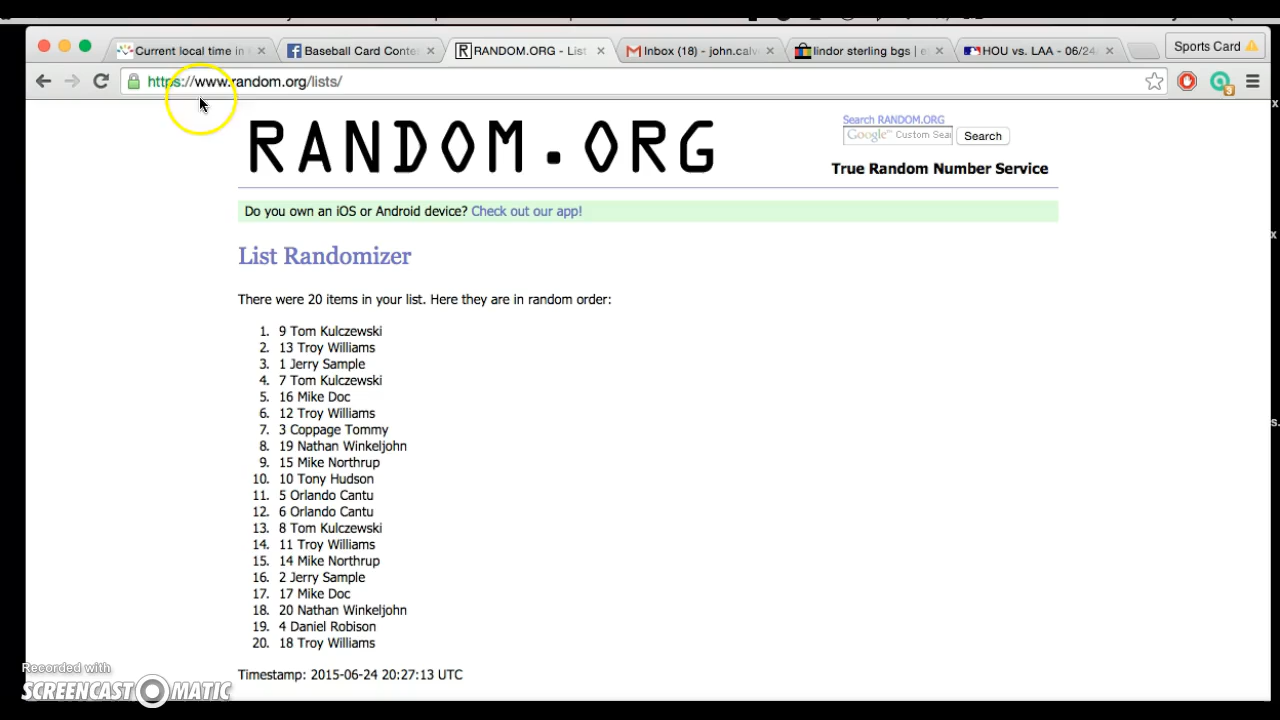 Current local time in
Baseball Card Conte
RANDOM.ORG - List
Inbox (18) - john.calv
lindor sterling bgs | e
HOU vs. LAA - 06/24
Sports Card
https://www.random.org/lists/
3
RANDOM.ORG
Search RANDOM.ORG
Google™ Custom Sea
Search
True Random Number Service
Do you own an iOS or Android device? Check out our app!
List Randomizer
There were 20 items in your list. Here they are in random order:
1. 9 Tom Kulczewski
2. 13 Troy Williams
3. 1 Jerry Sample
4. 7 Tom Kulczewski
5. 16 Mike Doc
6. 12 Troy Williams
7. 3 Coppage Tommy
8. 19 Nathan Winkeljohn
9. 15 Mike Northrup
10. 10 Tony Hudson
11. 5 Orlando Cantu
12. 6 Orlando Cantu
13. 8 Tom Kulczewski
14. 11 Troy Williams
15. 14 Mike Northrup
16. 2 Jerry Sample
17. 17 Mike Doc
18. 20 Nathan Winkeljohn
19. 4 Daniel Robison
20. 18 Troy Williams
Timestamp: 2015-06-24 20:27:13 UTC
Recorded with
SCREENCAST-O-MATIC